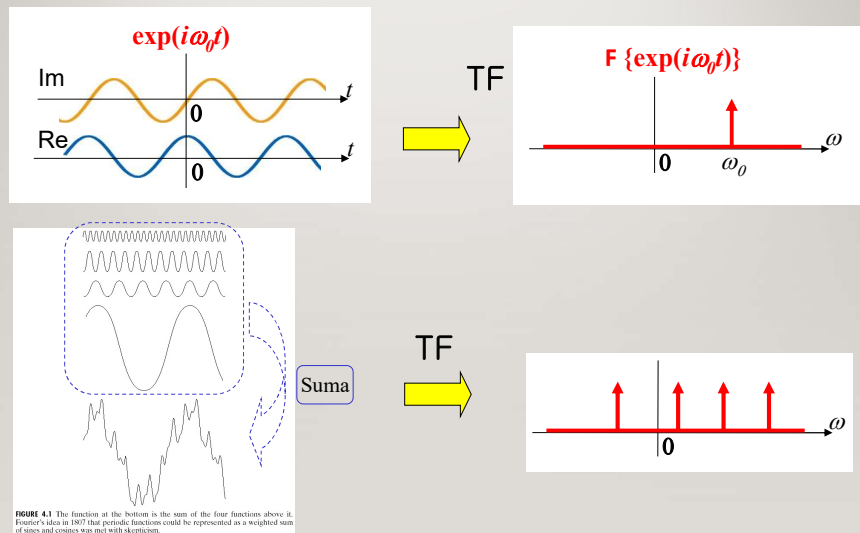 exp(iω₀t)
Im
t
0
Re
t
0
TF
F {exp(iω₀t)}
ω
0
ω₀
Suma
TF
ω
0
FIGURE 4.1 The function at the bottom is the sum of the four functions above it.
Fourier's idea in 1807 that periodic functions could be represented as a weighted sum
of sines and cosines was met with skepticism.